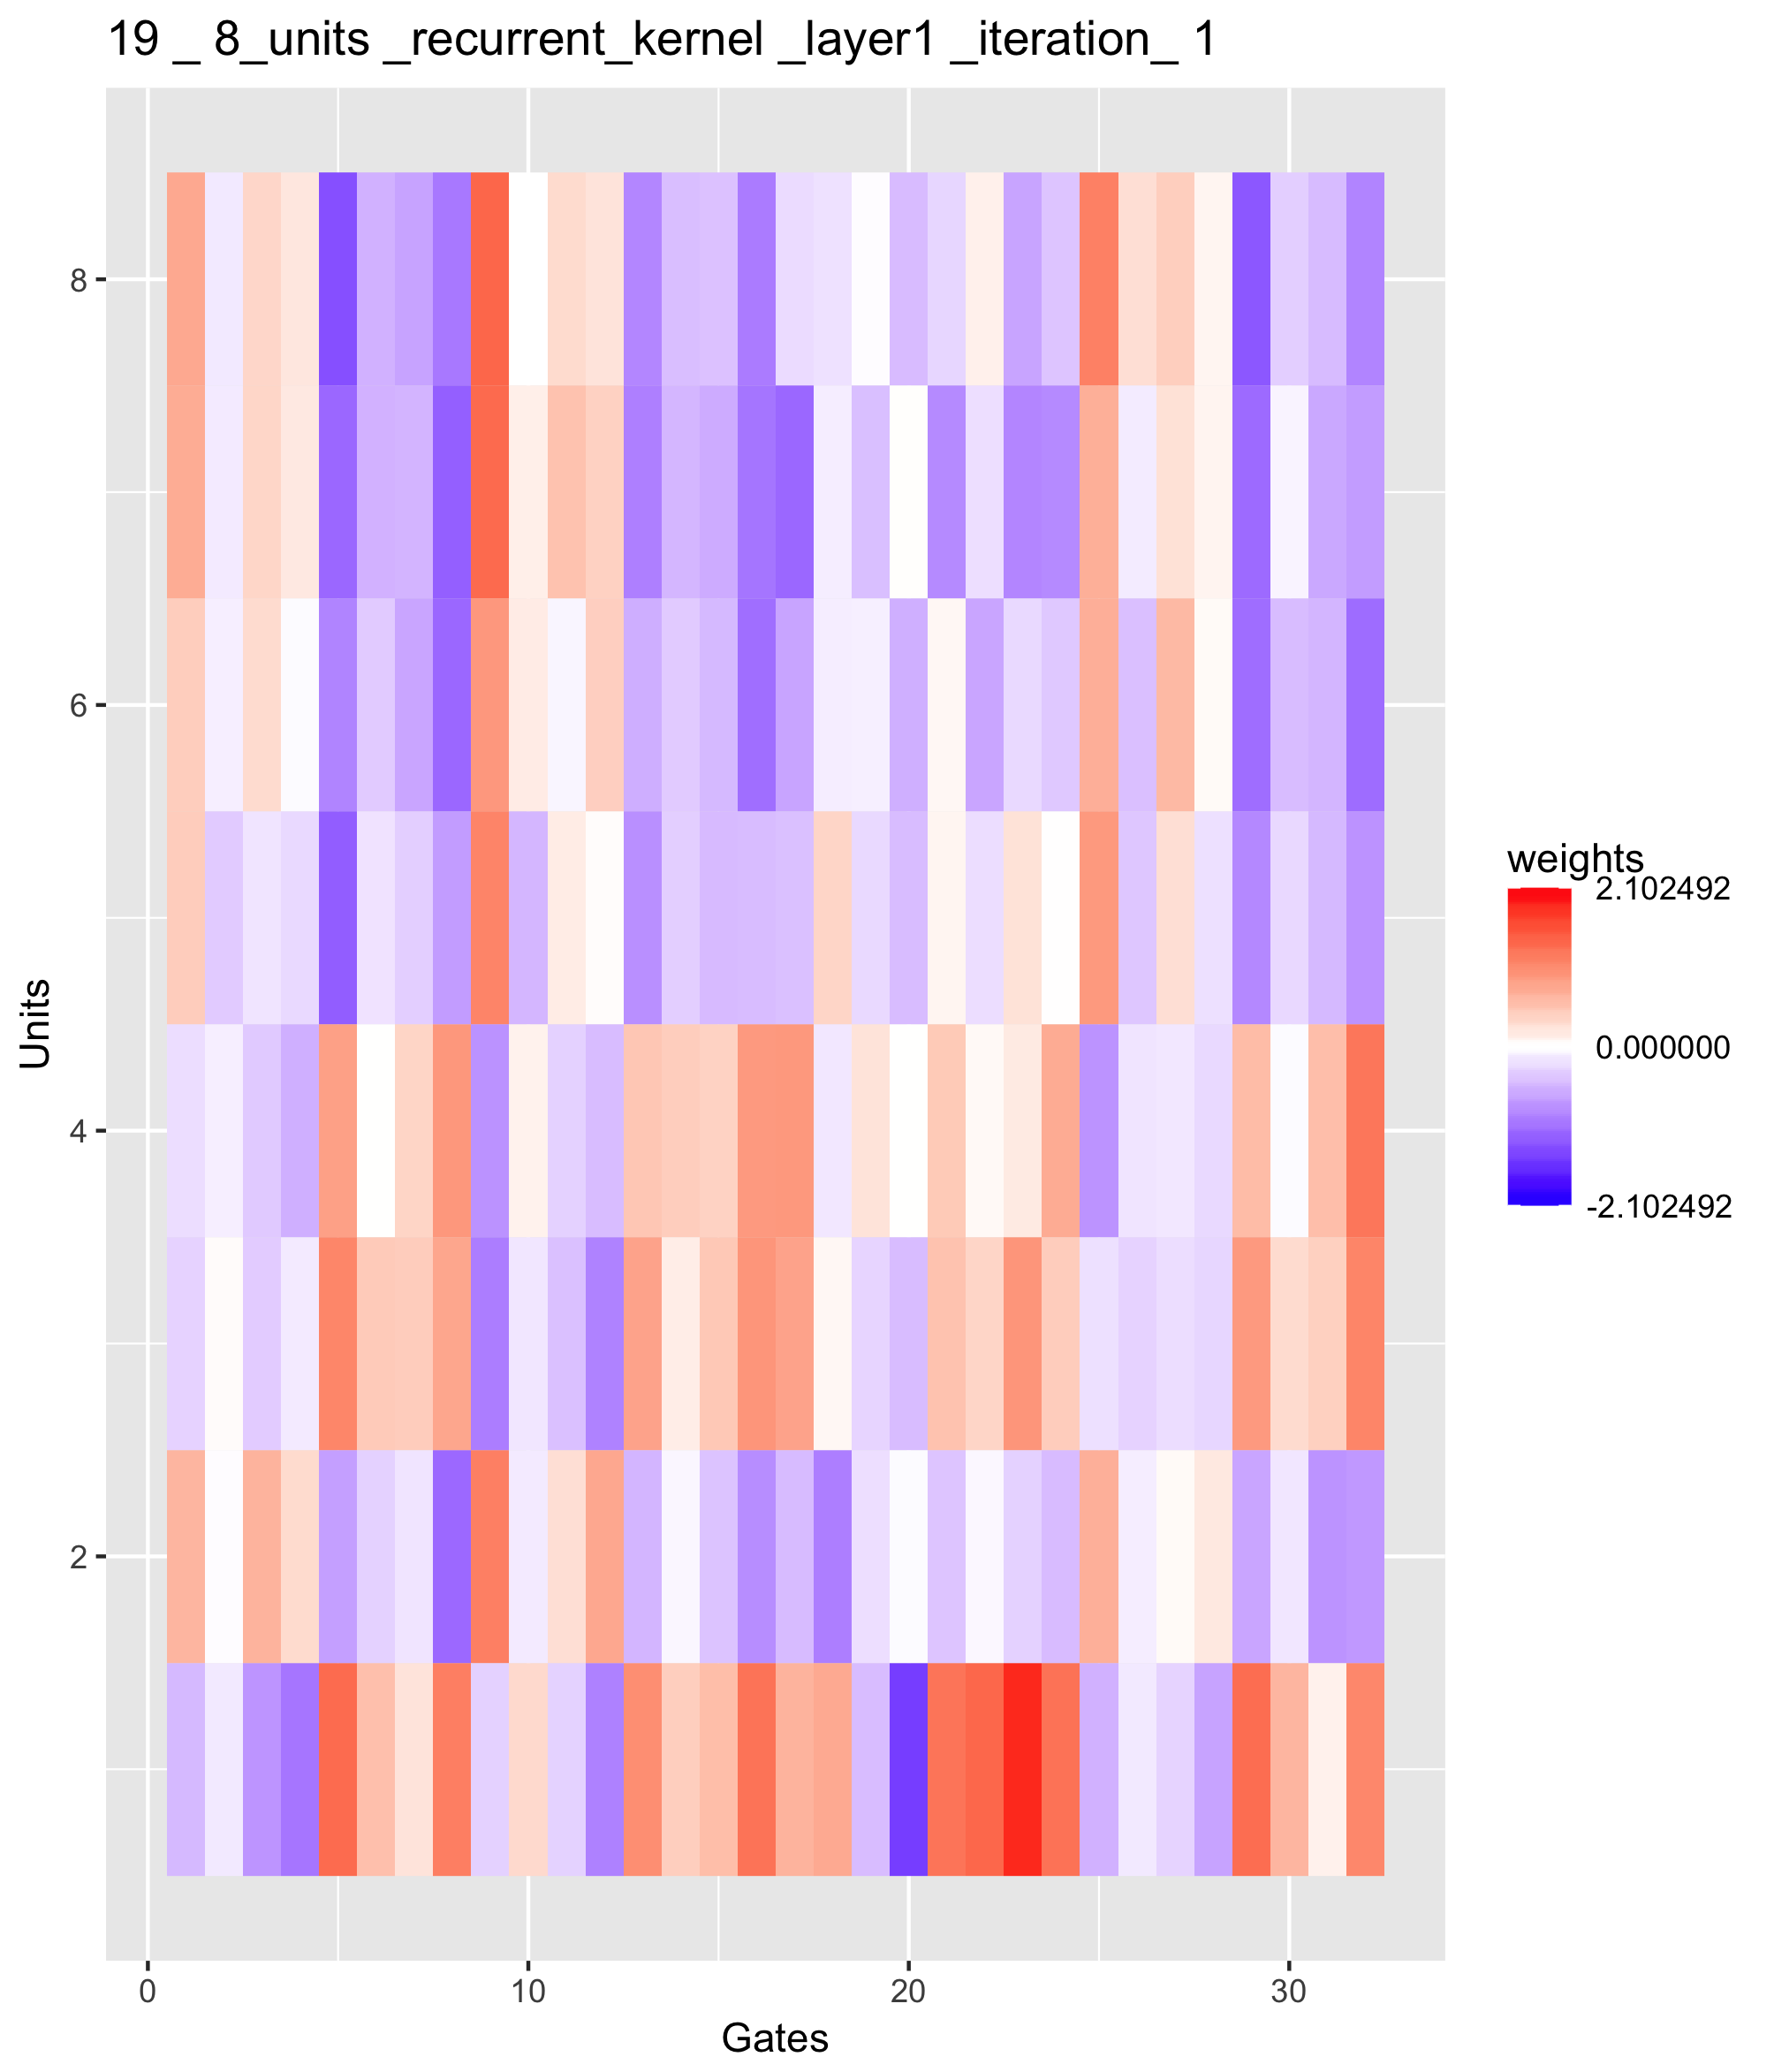 19 _ 8_units _recurrent_kernel _layer1 _iteration_ 1
8
6
4
2
Units
0
10
20
30
Gates
weights
2.102492
0.000000
-2.102492